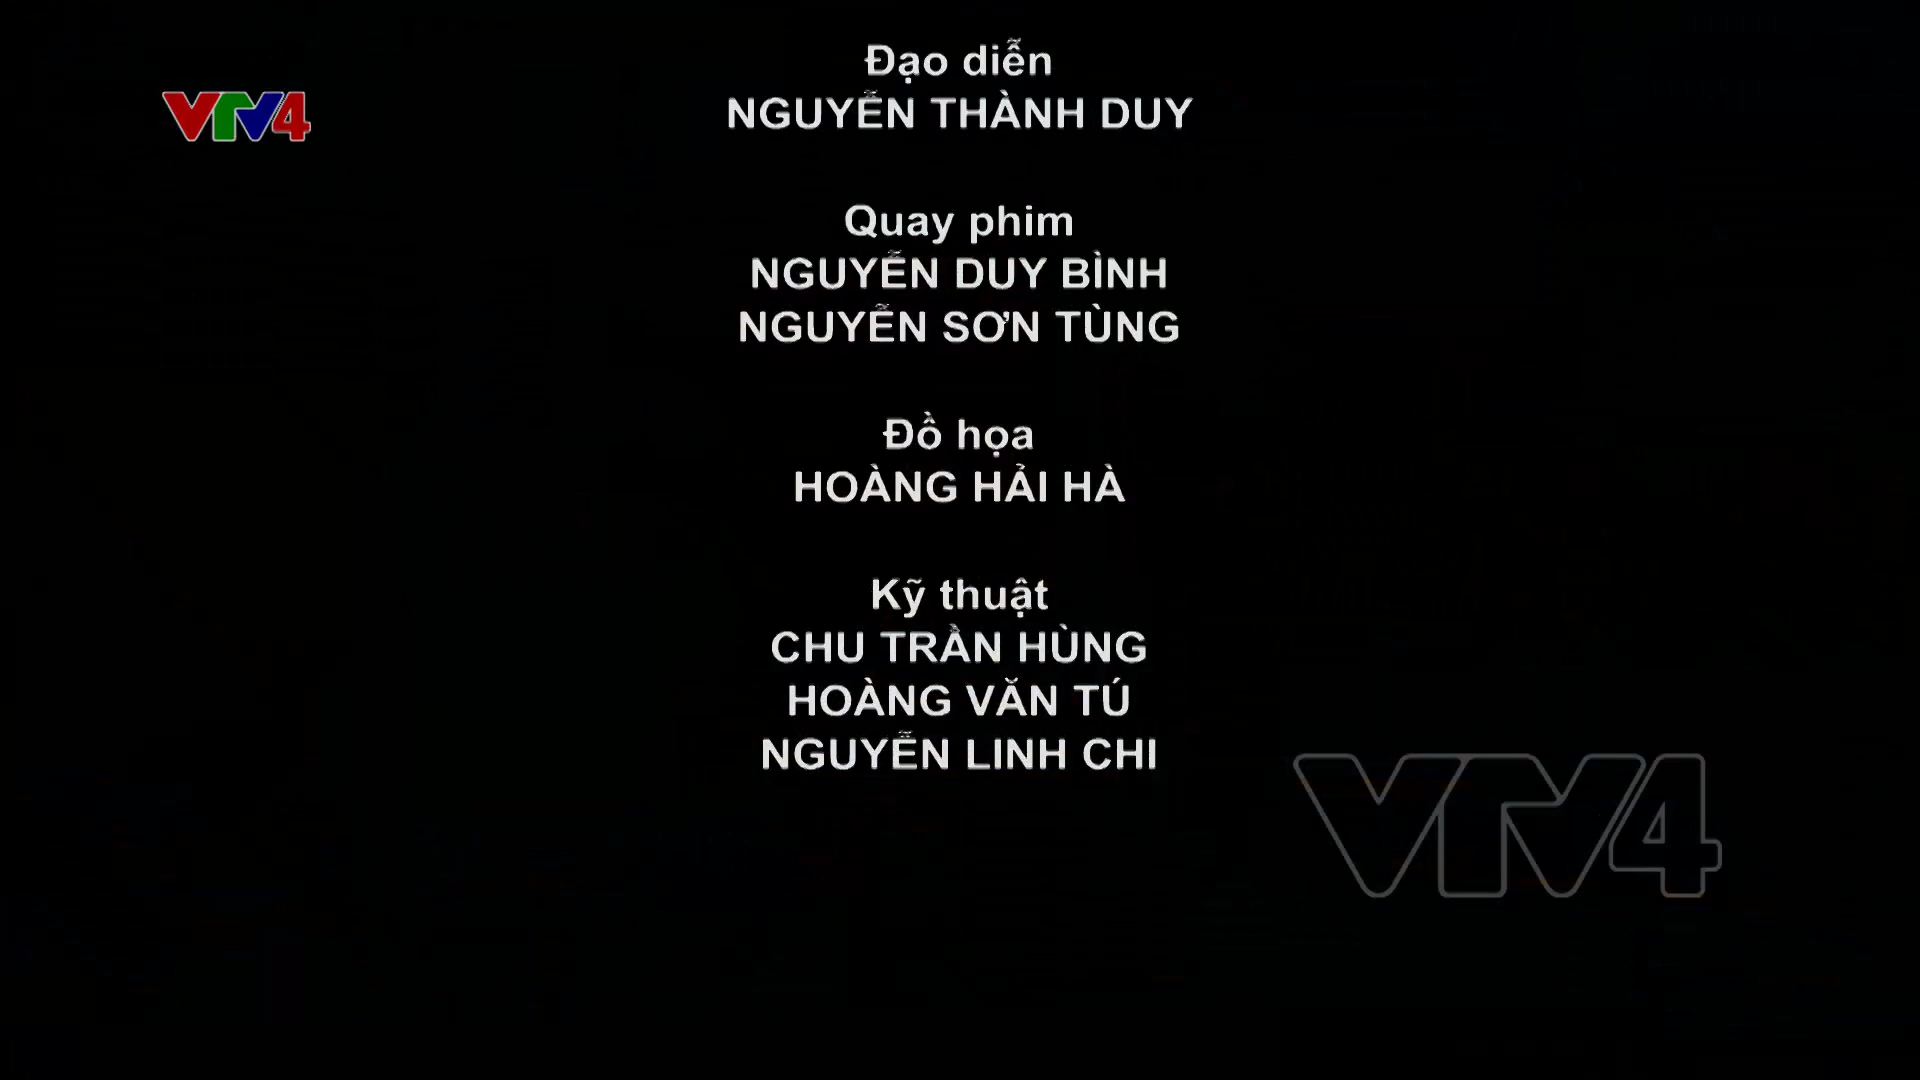 Đạo diễn
NGUYỄN THÀNH DUY
VTV4
Quay phim
NGUYỄN DUY BÌNH
NGUYỄN SƠN TÙNG
Đồ họa
HOÀNG HẢI HÀ
Kỹ thuật
CHU TRẦN HÙNG
HOÀNG VĂN TÚ
NGUYỄN LINH CHI
VTV4